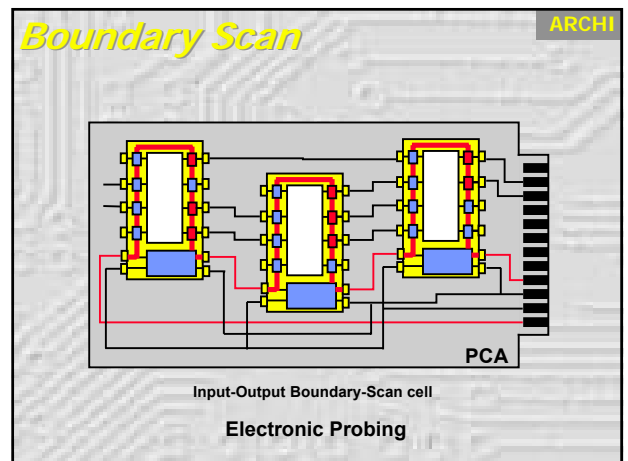 Boundary Scan
ARCHI
PCA
Input-Output Boundary-Scan cell
Electronic Probing